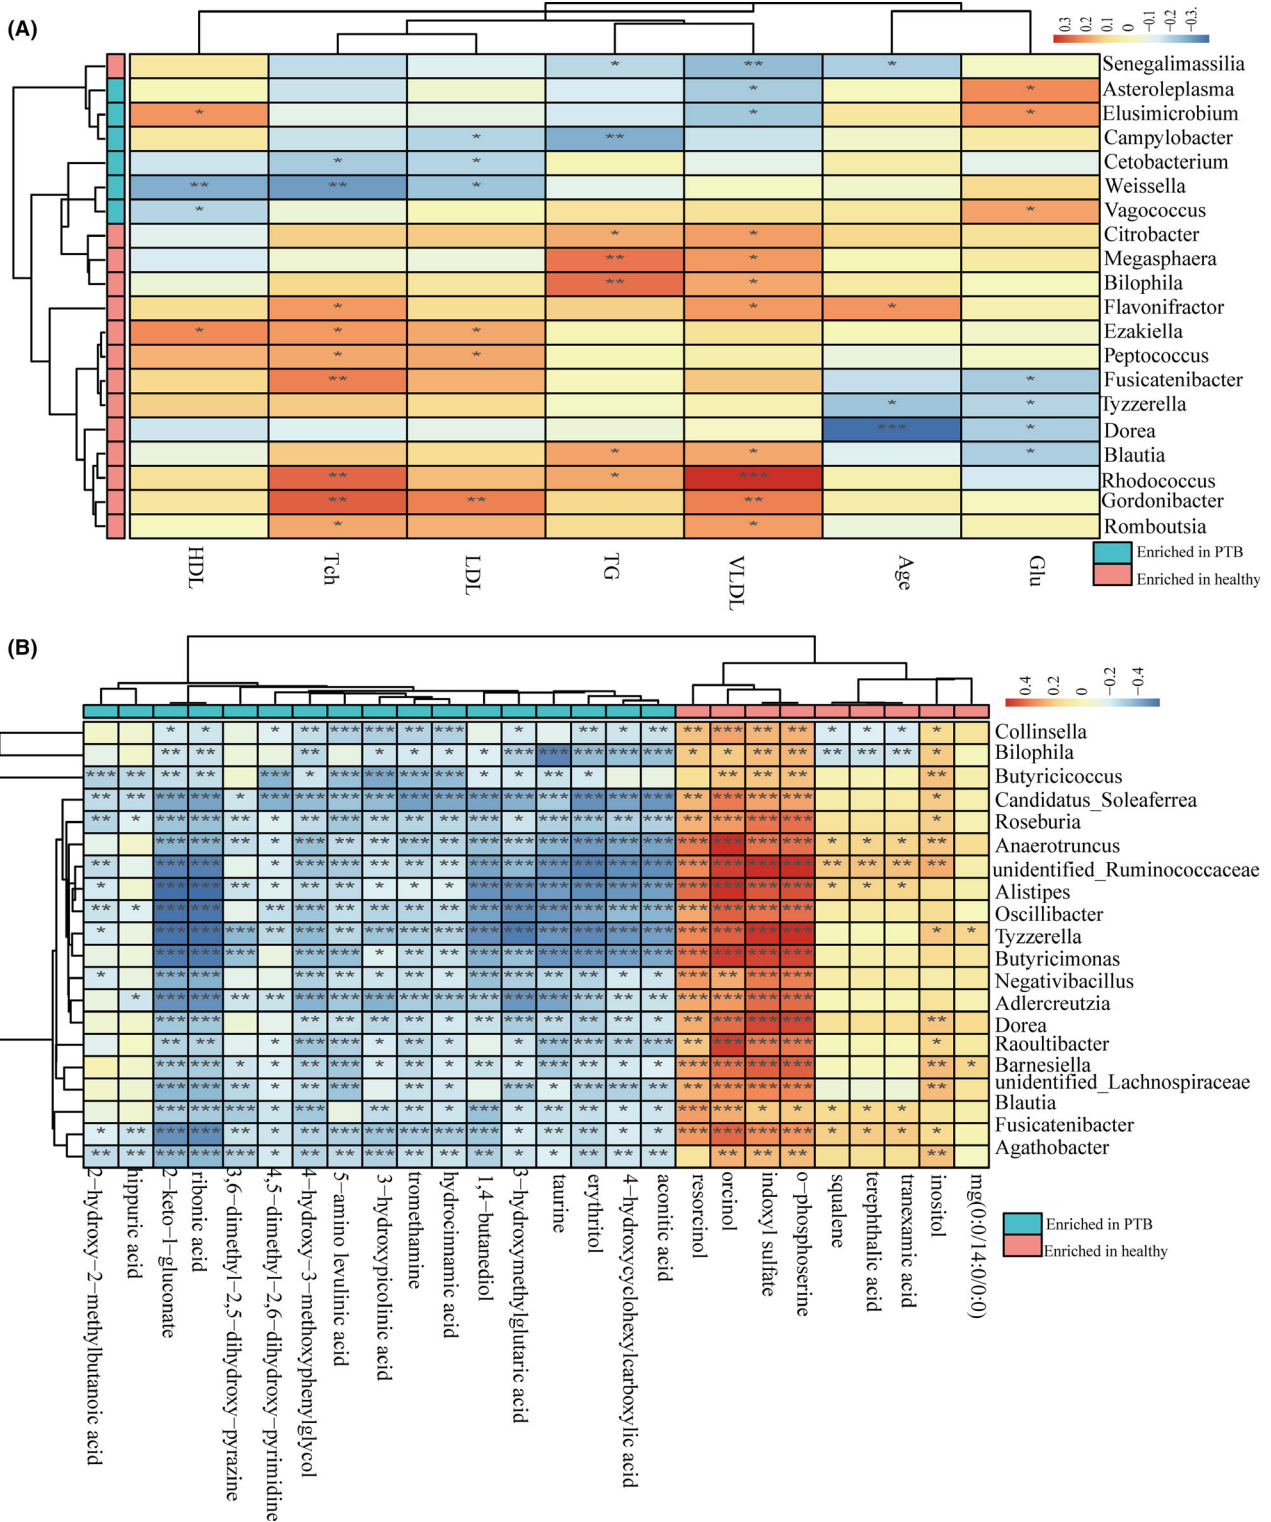 (A)
0.3 0.2 0.1 0 −0.1 −0.2 −0.3.
* ** * Senegalimassilia
* * Asteroleplasma
* * * Elusimicrobium
* ** Campylobacter
* * Cetobacterium
** ** * Weissella
* * Vagococcus
* * Citrobacter
** * Megasphaera
** * Bilophila
* * * Flavonifractor
* * * Ezakiella
* * Peptococcus
** * Fusicatenibacter
* * Tyzzerella
*** * Dorea
* * * Blautia
** * *** Rhodococcus
** ** ** Gordonibacter
* * Romboutsia
HDL Tch LDL TG VLDL Age Glu
Enriched in PTB
Enriched in healthy
(B)
0.4 0.2 0 −0.2 −0.4
Collinsella
Bilophila
Butyricicoccus
Candidatus_Soleaferrea
Roseburia
Anaerotruncus
unidentified_Ruminococcaceae
Alistipes
Oscillibacter
Tyzzerella
Butyricimonas
Negativibacillus
Adlercreutzia
Dorea
Raoultibacter
Barnesiella
unidentified_Lachnospiraceae
Blautia
Fusicatenibacter
Agathobacter
2−hydroxy−2−methylbutanoic acid
hippuric acid
2−keto−l−gluconate
ribonic acid
3,6−dimethyl−2,5−dihydroxy−pyrazine
4,5−dimethyl−2,6−dihydroxy−pyrimidine
4−hydroxy−3−methoxyphenylglycol
5−amino levulinic acid
3−hydroxypicolinic acid
tromethamine
hydrocinnamic acid
1,4−butanediol
3−hydroxymethylglutaric acid
taurine
erythritol
4−hydroxycyclohexylcarboxylic acid
aconitic acid
resorcinol
orcinol
indoxyl sulfate
o−phosphoserine
squalene
terephthalic acid
tranexamic acid
inositol
mg(0:0/14:0/0:0)
Enriched in PTB
Enriched in healthy